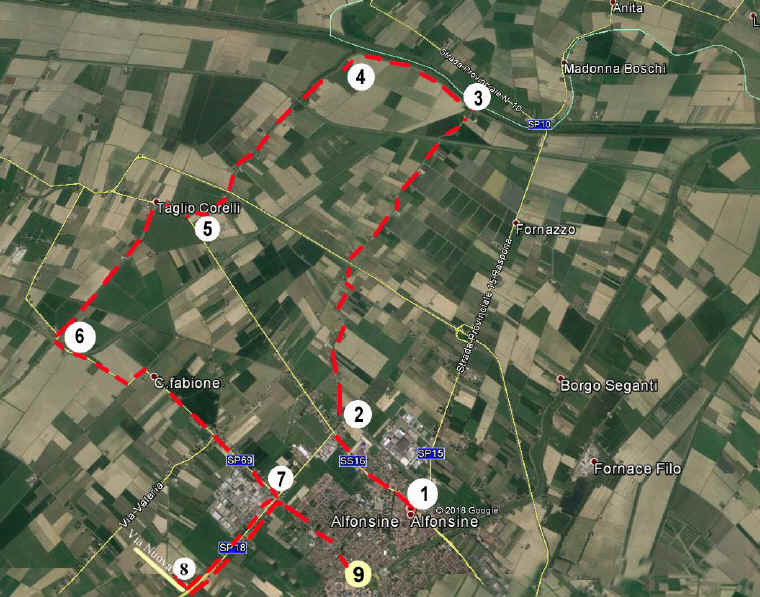 Anita
L
Strada Provinciale N. 10
Madonna Boschi
4
3
SP10
Taglio Corelli
5
Fornazzo
Strada Provinciale 15 Raspona
6
C.fabione
Borgo Seganti
2
SP69
SS16
SP15
Fornace Filo
7
1
© 2018 Google
Via Valeria
Alfonsine
Alfonsine
Via Nuova
SP18
8
9